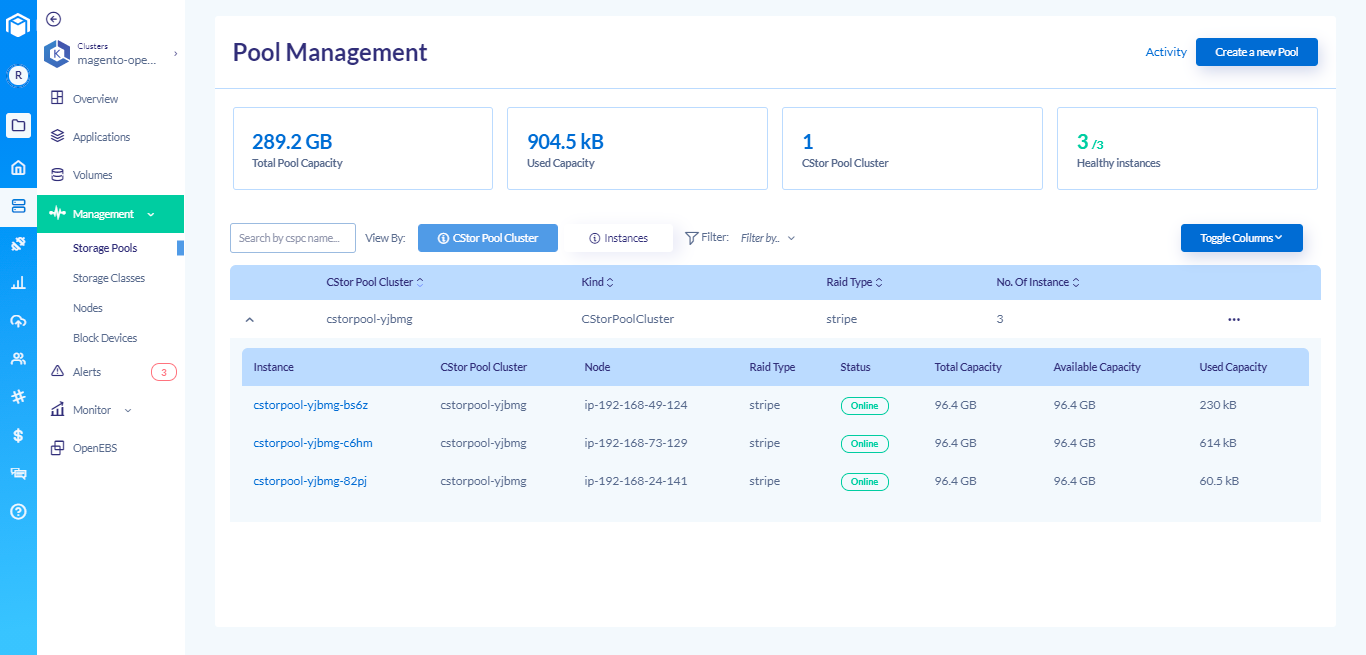 R
Clusters
magento-ope...
Overview
Applications
Volumes
Management
Storage Pools
Storage Classes
Nodes
Block Devices
Alerts 3
Monitor
OpenEBS
Pool Management
Activity Create a new Pool
289.2 GB
Total Pool Capacity
904.5 kB
Used Capacity
1
CStor Pool Cluster
3 /3
Healthy instances
Search by cspc name... View By: CStor Pool Cluster Instances Filter: Filter by.. Toggle Columns
CStor Pool Cluster Kind Raid Type No. Of Instance
cstorpool-yjbmg CStorPoolCluster stripe 3 •••
Instance CStor Pool Cluster Node Raid Type Status Total Capacity Available Capacity Used Capacity
cstorpool-yjbmg-bs6z cstorpool-yjbmg ip-192-168-49-124 stripe Online 96.4 GB 96.4 GB 230 kB
cstorpool-yjbmg-c6hm cstorpool-yjbmg ip-192-168-73-129 stripe Online 96.4 GB 96.4 GB 614 kB
cstorpool-yjbmg-82pj cstorpool-yjbmg ip-192-168-24-141 stripe Online 96.4 GB 96.4 GB 60.5 kB